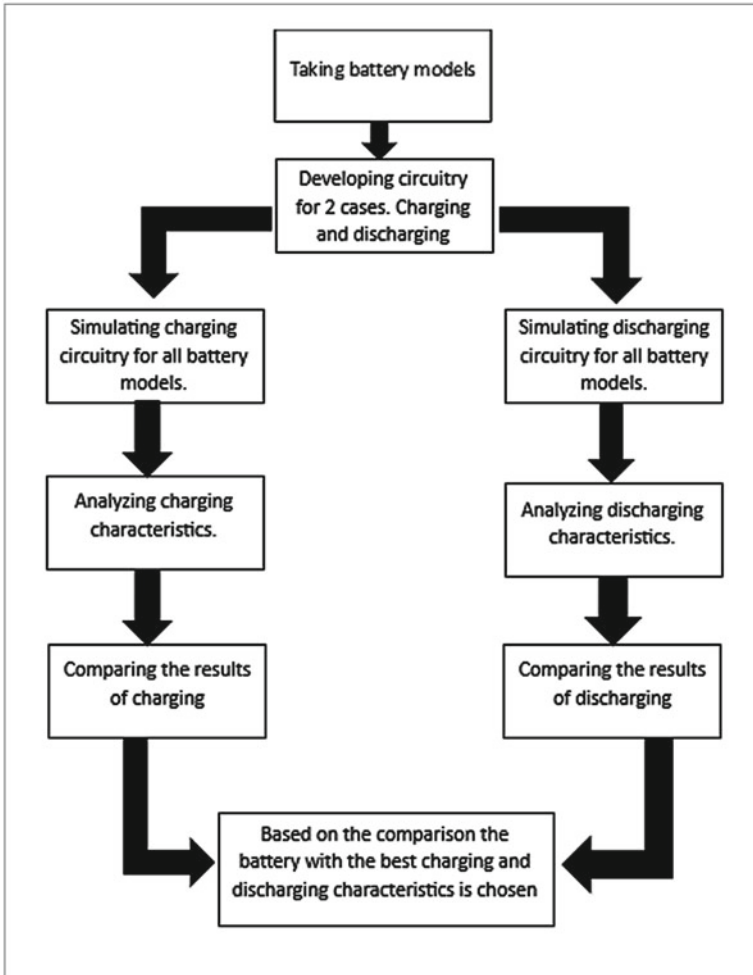 Taking battery models
Developing circuitry
for 2 cases. Charging
and discharging
Simulating charging
circuitry for all battery
models.
Analyzing charging
characteristics.
Comparing the results
of charging
Simulating discharging
circuitry for all battery
models.
Analyzing discharging
characteristics.
Comparing the results
of discharging
Based on the comparison the
battery with the best charging and
discharging characteristics is chosen